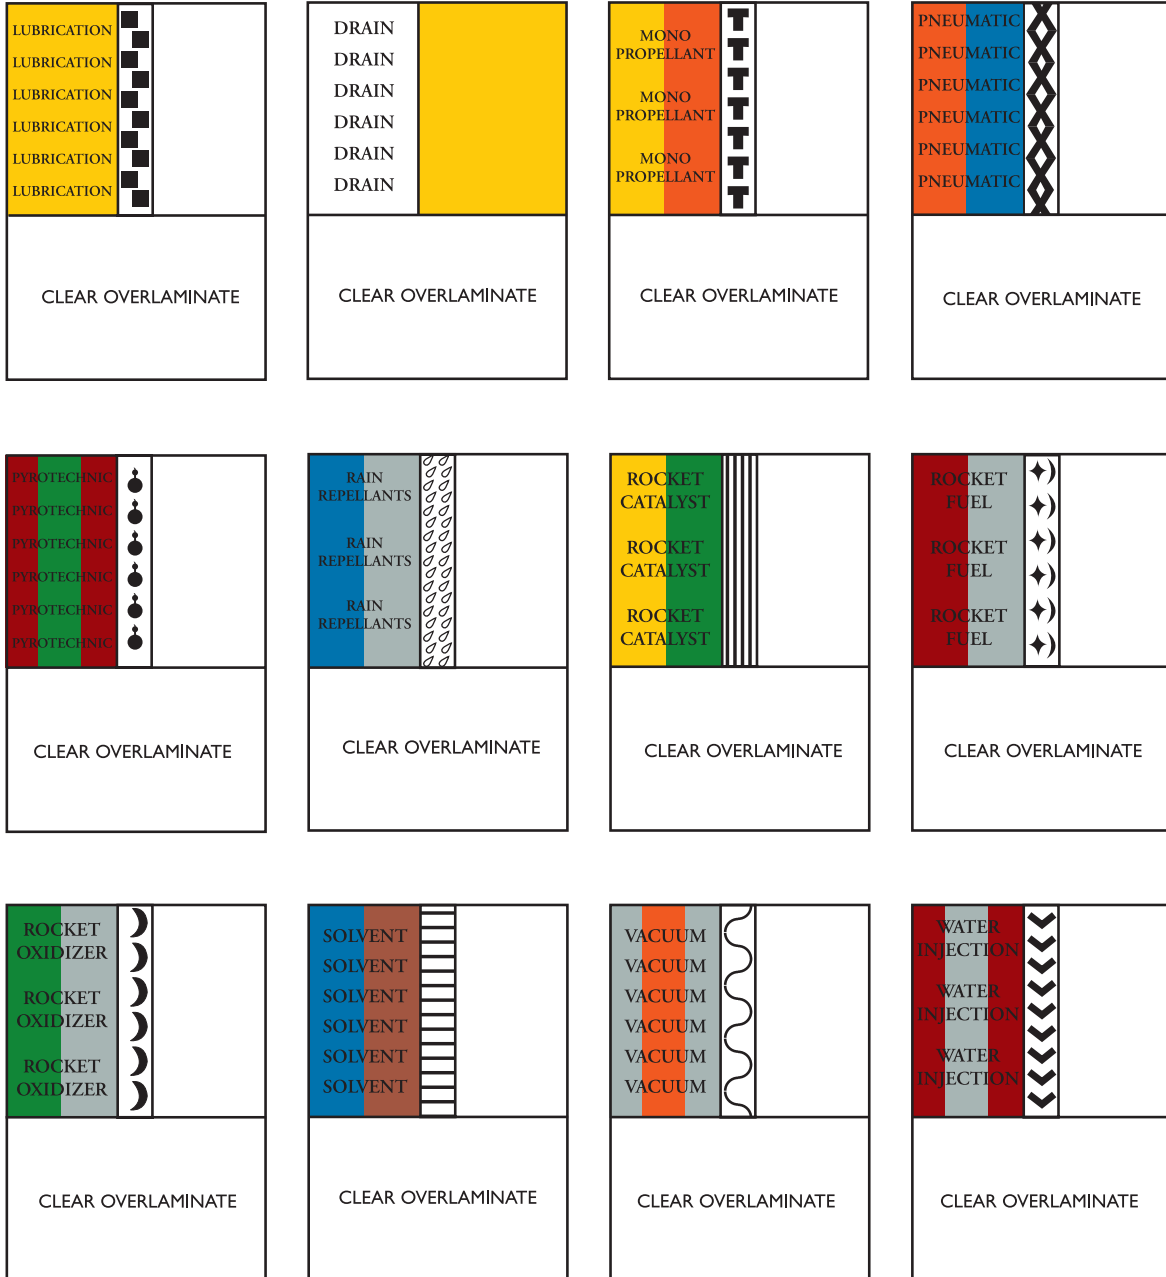 LUBRICATION
LUBRICATION
LUBRICATION
LUBRICATION
LUBRICATION
LUBRICATION
CLEAR OVERLAMINATE
DRAIN
DRAIN
DRAIN
DRAIN
DRAIN
DRAIN
CLEAR OVERLAMINATE
MONO
PROPELLANT
MONO
PROPELLANT
MONO
PROPELLANT
CLEAR OVERLAMINATE
PNEUMATIC
PNEUMATIC
PNEUMATIC
PNEUMATIC
PNEUMATIC
PNEUMATIC
CLEAR OVERLAMINATE
PYROTECHNIC
PYROTECHNIC
PYROTECHNIC
PYROTECHNIC
PYROTECHNIC
PYROTECHNIC
CLEAR OVERLAMINATE
RAIN
REPELLANTS
RAIN
REPELLANTS
RAIN
REPELLANTS
CLEAR OVERLAMINATE
ROCKET
CATALYST
ROCKET
CATALYST
ROCKET
CATALYST
CLEAR OVERLAMINATE
ROCKET
FUEL
ROCKET
FUEL
ROCKET
FUEL
CLEAR OVERLAMINATE
ROCKET
OXIDIZER
ROCKET
OXIDIZER
ROCKET
OXIDIZER
CLEAR OVERLAMINATE
SOLVENT
SOLVENT
SOLVENT
SOLVENT
SOLVENT
SOLVENT
CLEAR OVERLAMINATE
VACUUM
VACUUM
VACUUM
VACUUM
VACUUM
VACUUM
CLEAR OVERLAMINATE
WATER
INJECTION
WATER
INJECTION
WATER
INJECTION
CLEAR OVERLAMINATE